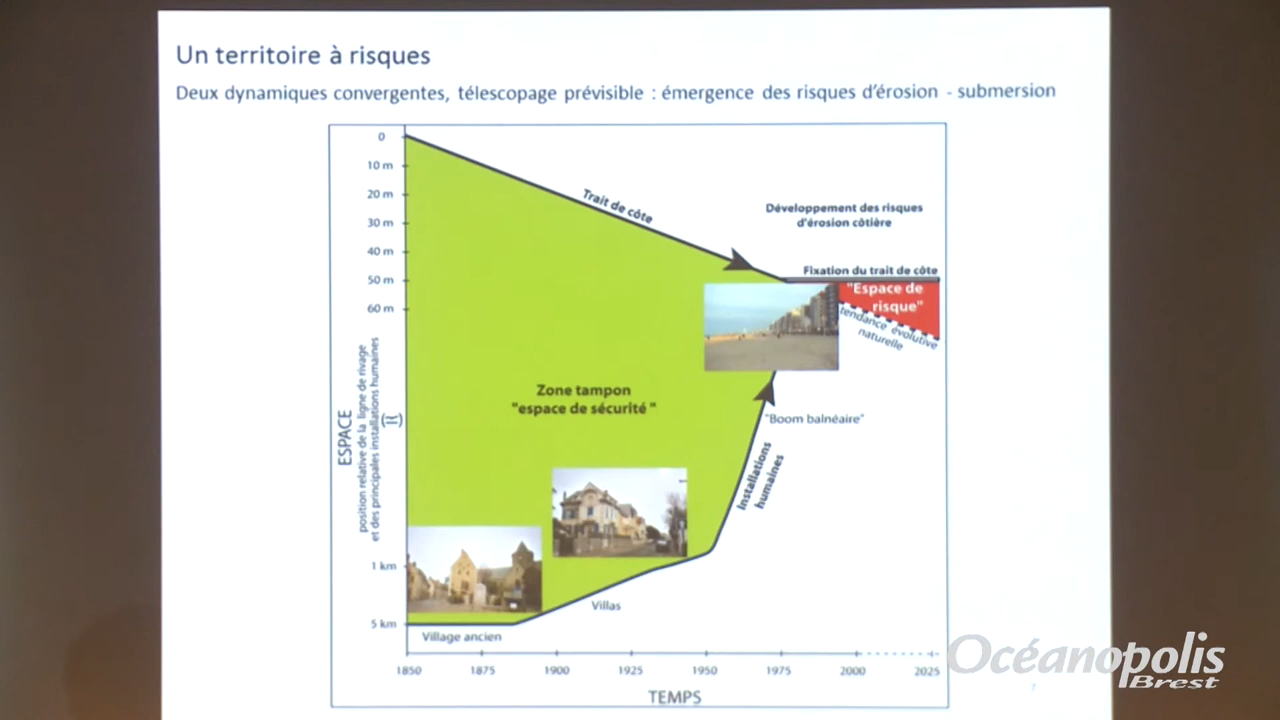 Un territoire à risques
Deux dynamiques convergentes, télescopage prévisible : émergence des risques d'érosion - submersion
0
10 m
20 m
30 m
40 m
50 m
60 m
1 km
5 km
ESPACE
position relative de la ligne de rivage
et des principales installations humaines
(≈)
Trait de côte
Développement des risques
d'érosion côtière
Fixation du trait de côte
"Espace de
risque"
tendance évolutive
naturelle
Zone tampon
"espace de sécurité"
"Boom balnéaire"
Installations
humaines
Villas
Village ancien
1850 1875 1900 1925 1950 1975 2000 2025
TEMPS
Océanopolis
Brest